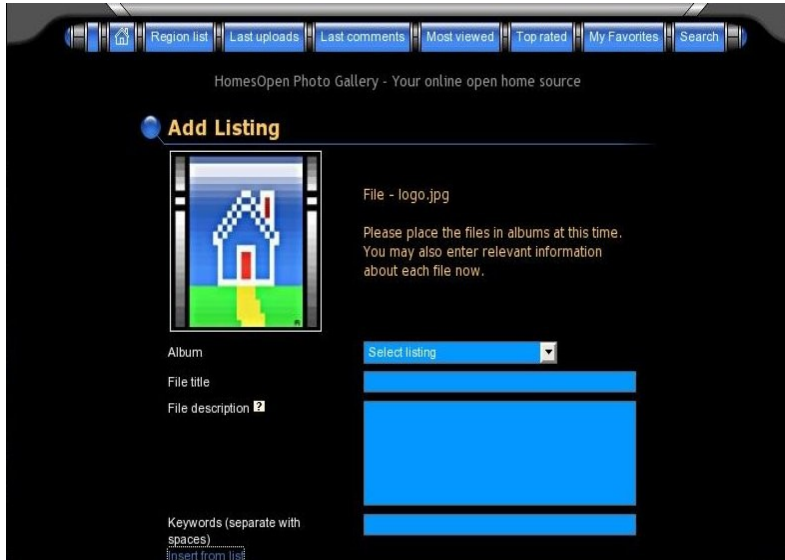 Region list Last uploads Last comments Most viewed Top rated My Favorites Search
HomesOpen Photo Gallery - Your online open home source
Add Listing
File - logo.jpg
Please place the files in albums at this time.
You may also enter relevant information
about each file now.
Album Select listing
File title
File description ?
Keywords (separate with
spaces)
Insert from list